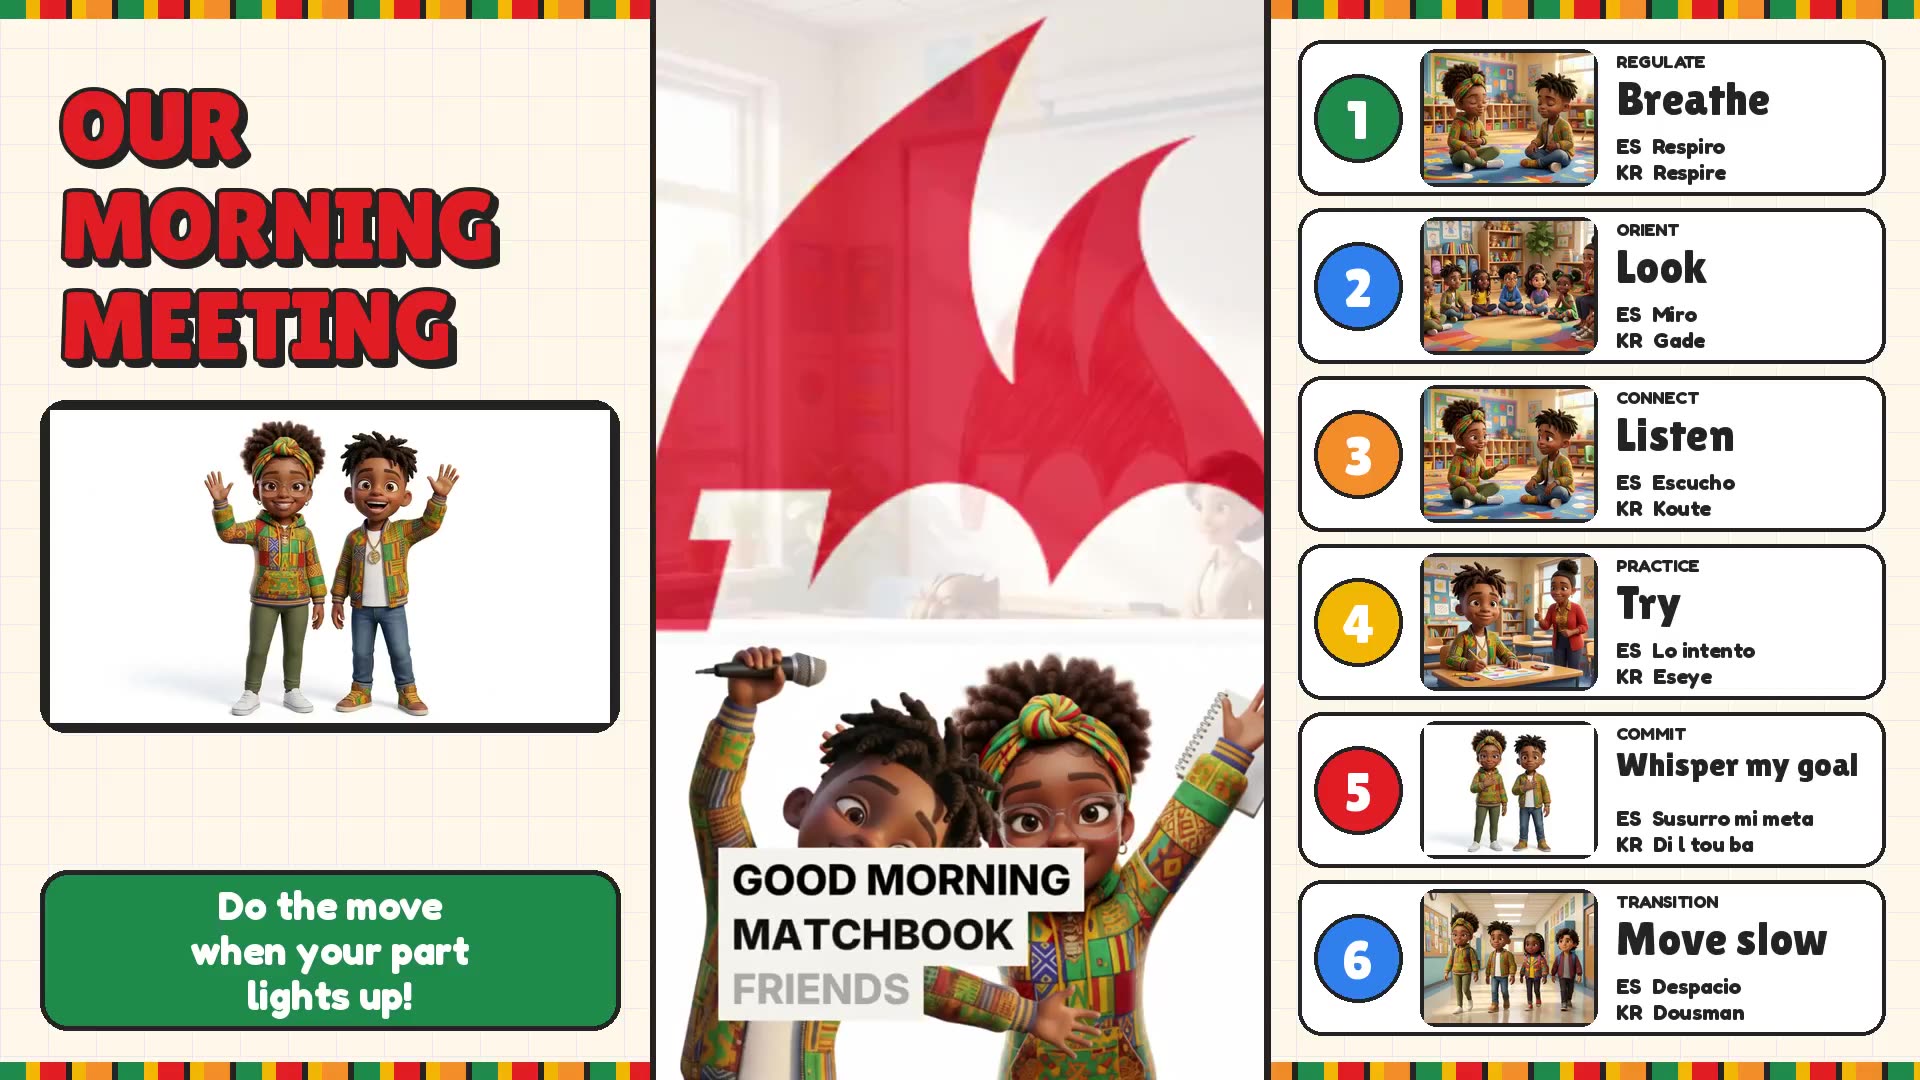 OUR
MORNING
MEETING
Do the move
when your part
lights up!
GOOD MORNING
MATCHBOOK
FRIENDS
1
REGULATE
Breathe
ES Respiro
KR Respire
2
ORIENT
Look
ES Miro
KR Gade
3
CONNECT
Listen
ES Escucho
KR Koute
4
PRACTICE
Try
ES Lo intento
KR Eseye
5
COMMIT
Whisper my goal
ES Susurro mi meta
KR Di l tou ba
6
TRANSITION
Move slow
ES Despacio
KR Dousman